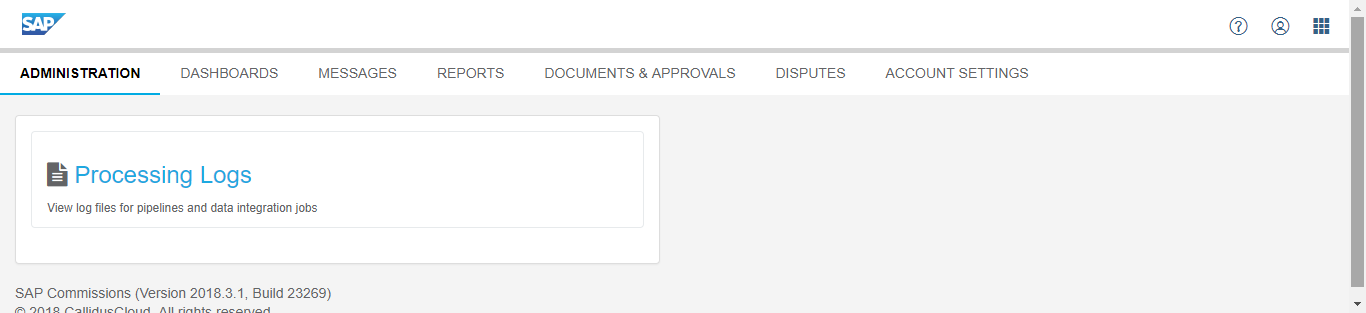 SAP
ADMINISTRATION DASHBOARDS MESSAGES REPORTS DOCUMENTS & APPROVALS DISPUTES ACCOUNT SETTINGS
Processing Logs
View log files for pipelines and data integration jobs
SAP Commissions (Version 2018.3.1, Build 23269)
© 2018 CallidusCloud. All rights reserved.